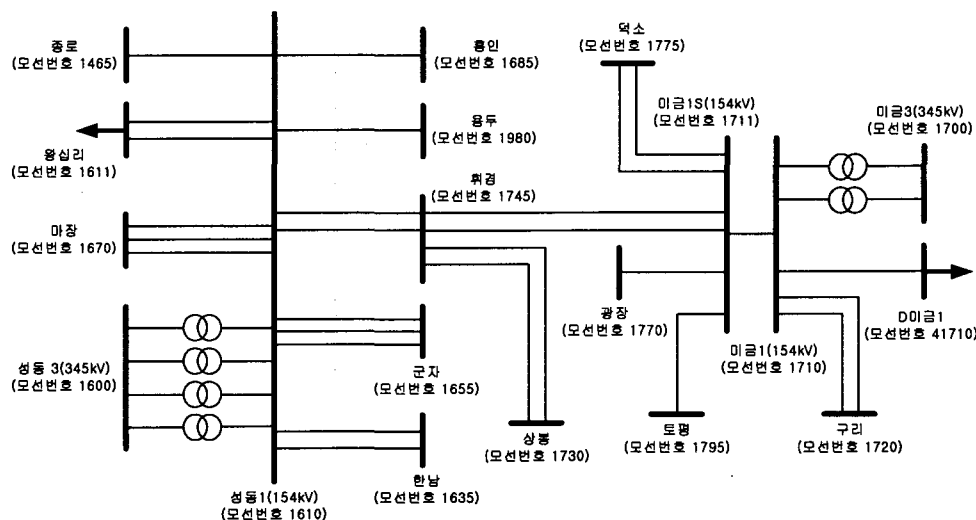 종로
(모선번호 1465)
용인
(모선번호 1685)
덕소
(모선번호 1775)
왕십리
(모선번호 1611)
용두
(모선번호 1980)
미금1S(154kV)
(모선번호 1711)
미금3(345kV)
(모선번호 1700)
마장
(모선번호 1670)
휘경
(모선번호 1745)
광장
(모선번호 1770)
D미금1
(모선번호 41710)
성동 3(345kV)
(모선번호 1600)
군자
(모선번호 1655)
미금1(154kV)
(모선번호 1710)
성동1(154kV)
(모선번호 1610)
한남
(모선번호 1635)
상봉
(모선번호 1730)
토평
(모선번호 1795)
구리
(모선번호 1720)